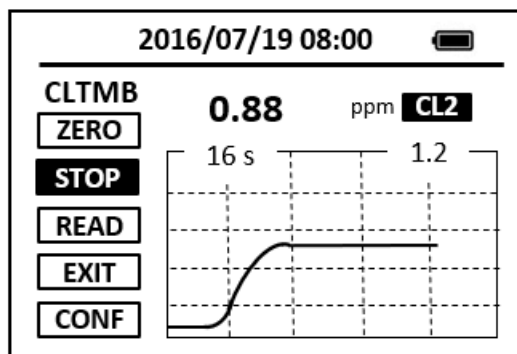 2016/07/19 08:00
CLTMB
0.88 ppm CL2
ZERO
16 s 1.2
STOP
READ
EXIT
CONF